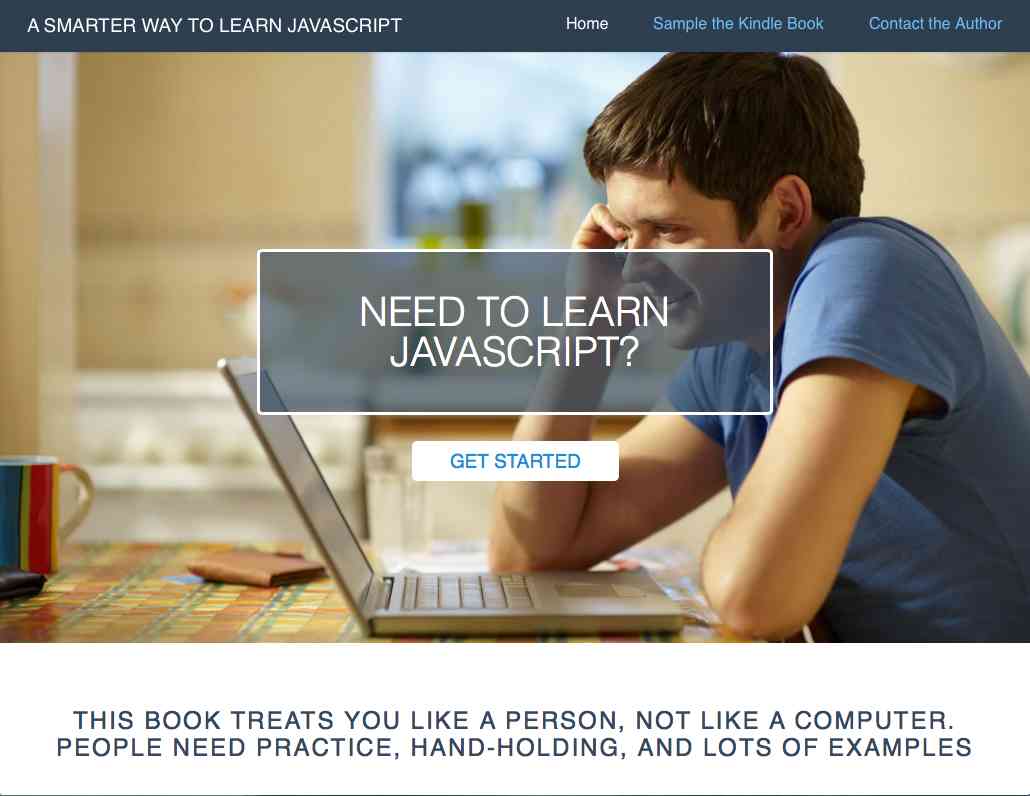 A SMARTER WAY TO LEARN JAVASCRIPT
Home
Sample the Kindle Book
Contact the Author
NEED TO LEARN
JAVASCRIPT?
GET STARTED
THIS BOOK TREATS YOU LIKE A PERSON, NOT LIKE A COMPUTER.
PEOPLE NEED PRACTICE, HAND-HOLDING, AND LOTS OF EXAMPLES